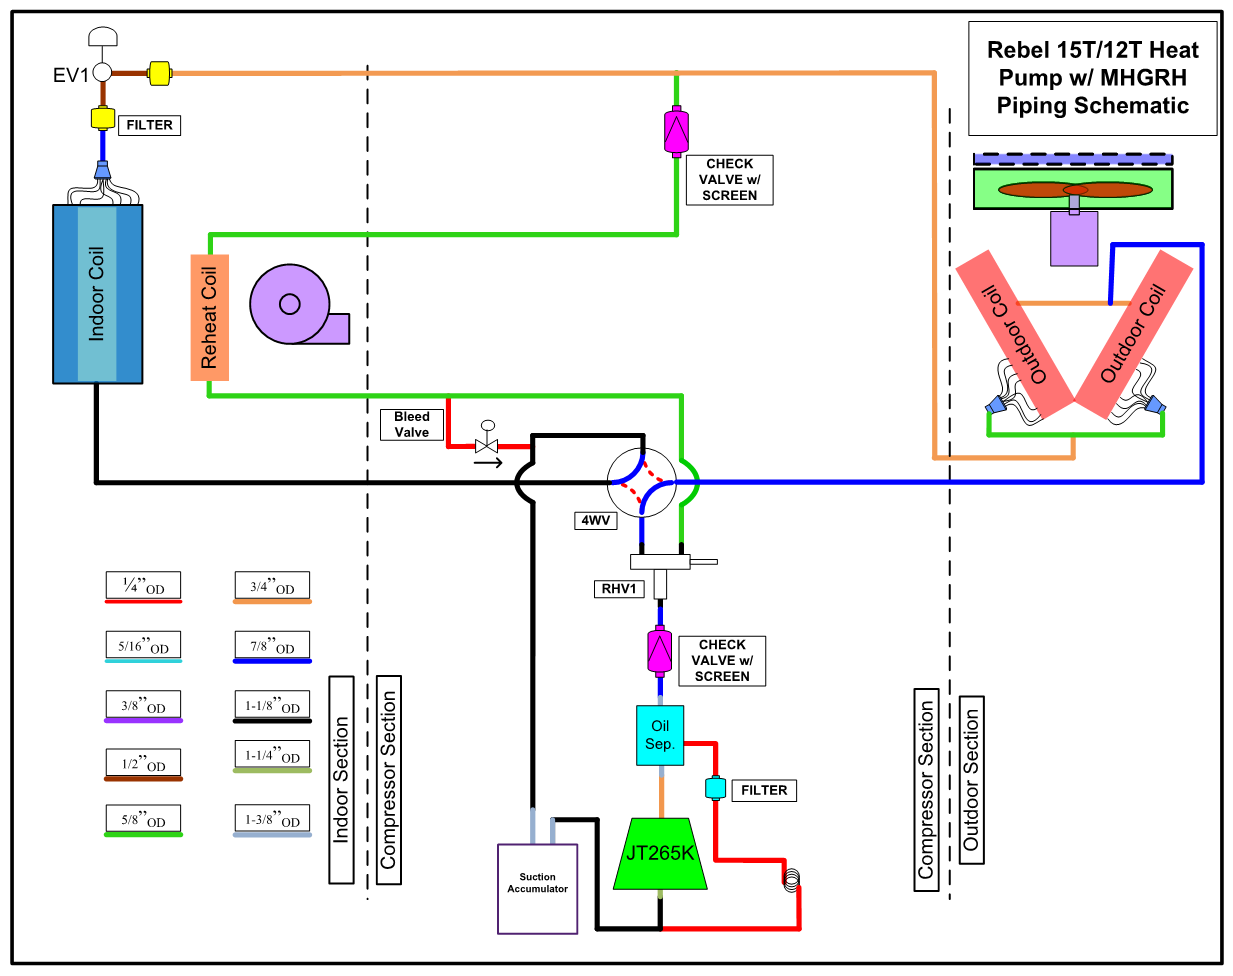 Rebel 15T/12T Heat
Pump w/ MHGRH
Piping Schematic
EV1
FILTER
CHECK
VALVE w/
SCREEN
Indoor Coil
Reheat Coil
Outdoor Coil
Outdoor Coil
Bleed
Valve
4WV
RHV1
CHECK
VALVE w/
SCREEN
Oil
Sep.
FILTER
JT265K
Suction
Accumulator
¼”OD
3/4”OD
5/16”OD
7/8”OD
3/8”OD
1-1/8”OD
1/2”OD
1-1/4”OD
5/8”OD
1-3/8”OD
Indoor Section
Compressor Section
Compressor Section
Outdoor Section